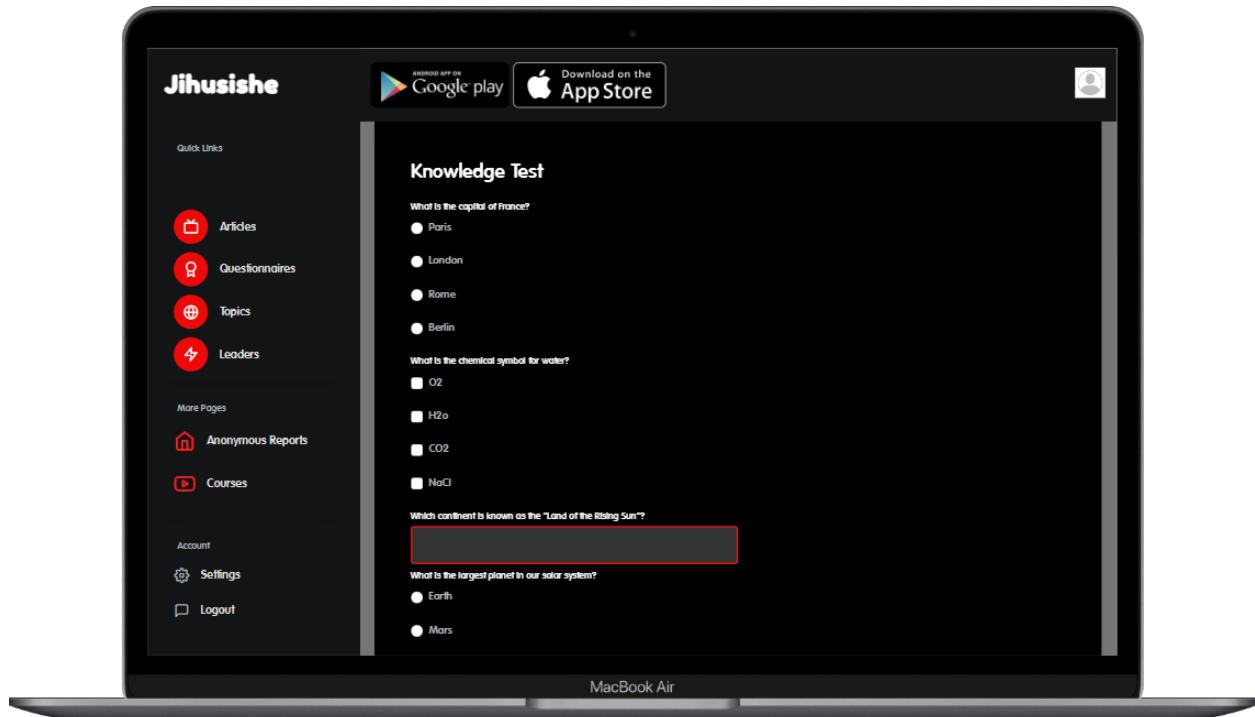 Jihusishe
ANDROID APP ON
Google play
Download on the
App Store
Quick Links
Articles
Questionnaires
Topics
Leaders
More Pages
Anonymous Reports
Courses
Account
Settings
Logout
Knowledge Test
What is the capital of France?
Paris
London
Rome
Berlin
What is the chemical symbol for water?
O2
H2o
CO2
NaCl
Which continent is known as the "Land of the Rising Sun"?
What is the largest planet in our solar system?
Earth
Mars
MacBook Air